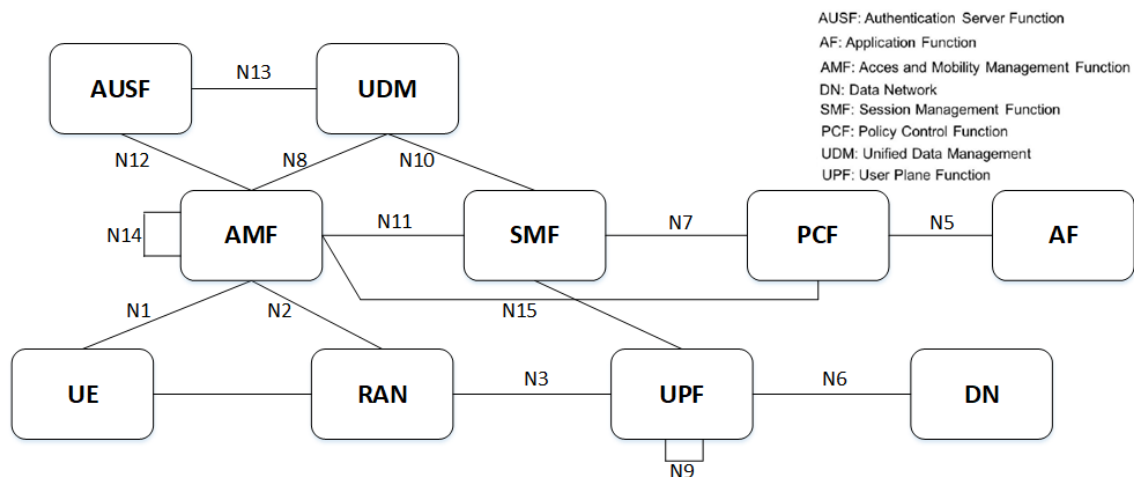 AUSF: Authentication Server Function
AF: Application Function
AMF: Acces and Mobility Management Function
DN: Data Network
SMF: Session Management Function
PCF: Policy Control Function
UDM: Unified Data Management
UPF: User Plane Function
AUSF
N13
UDM
N12
N8
N10
N14
AMF
N11
SMF
N7
PCF
N5
AF
N1
N2
N15
UE
RAN
N3
UPF
N6
DN
N9